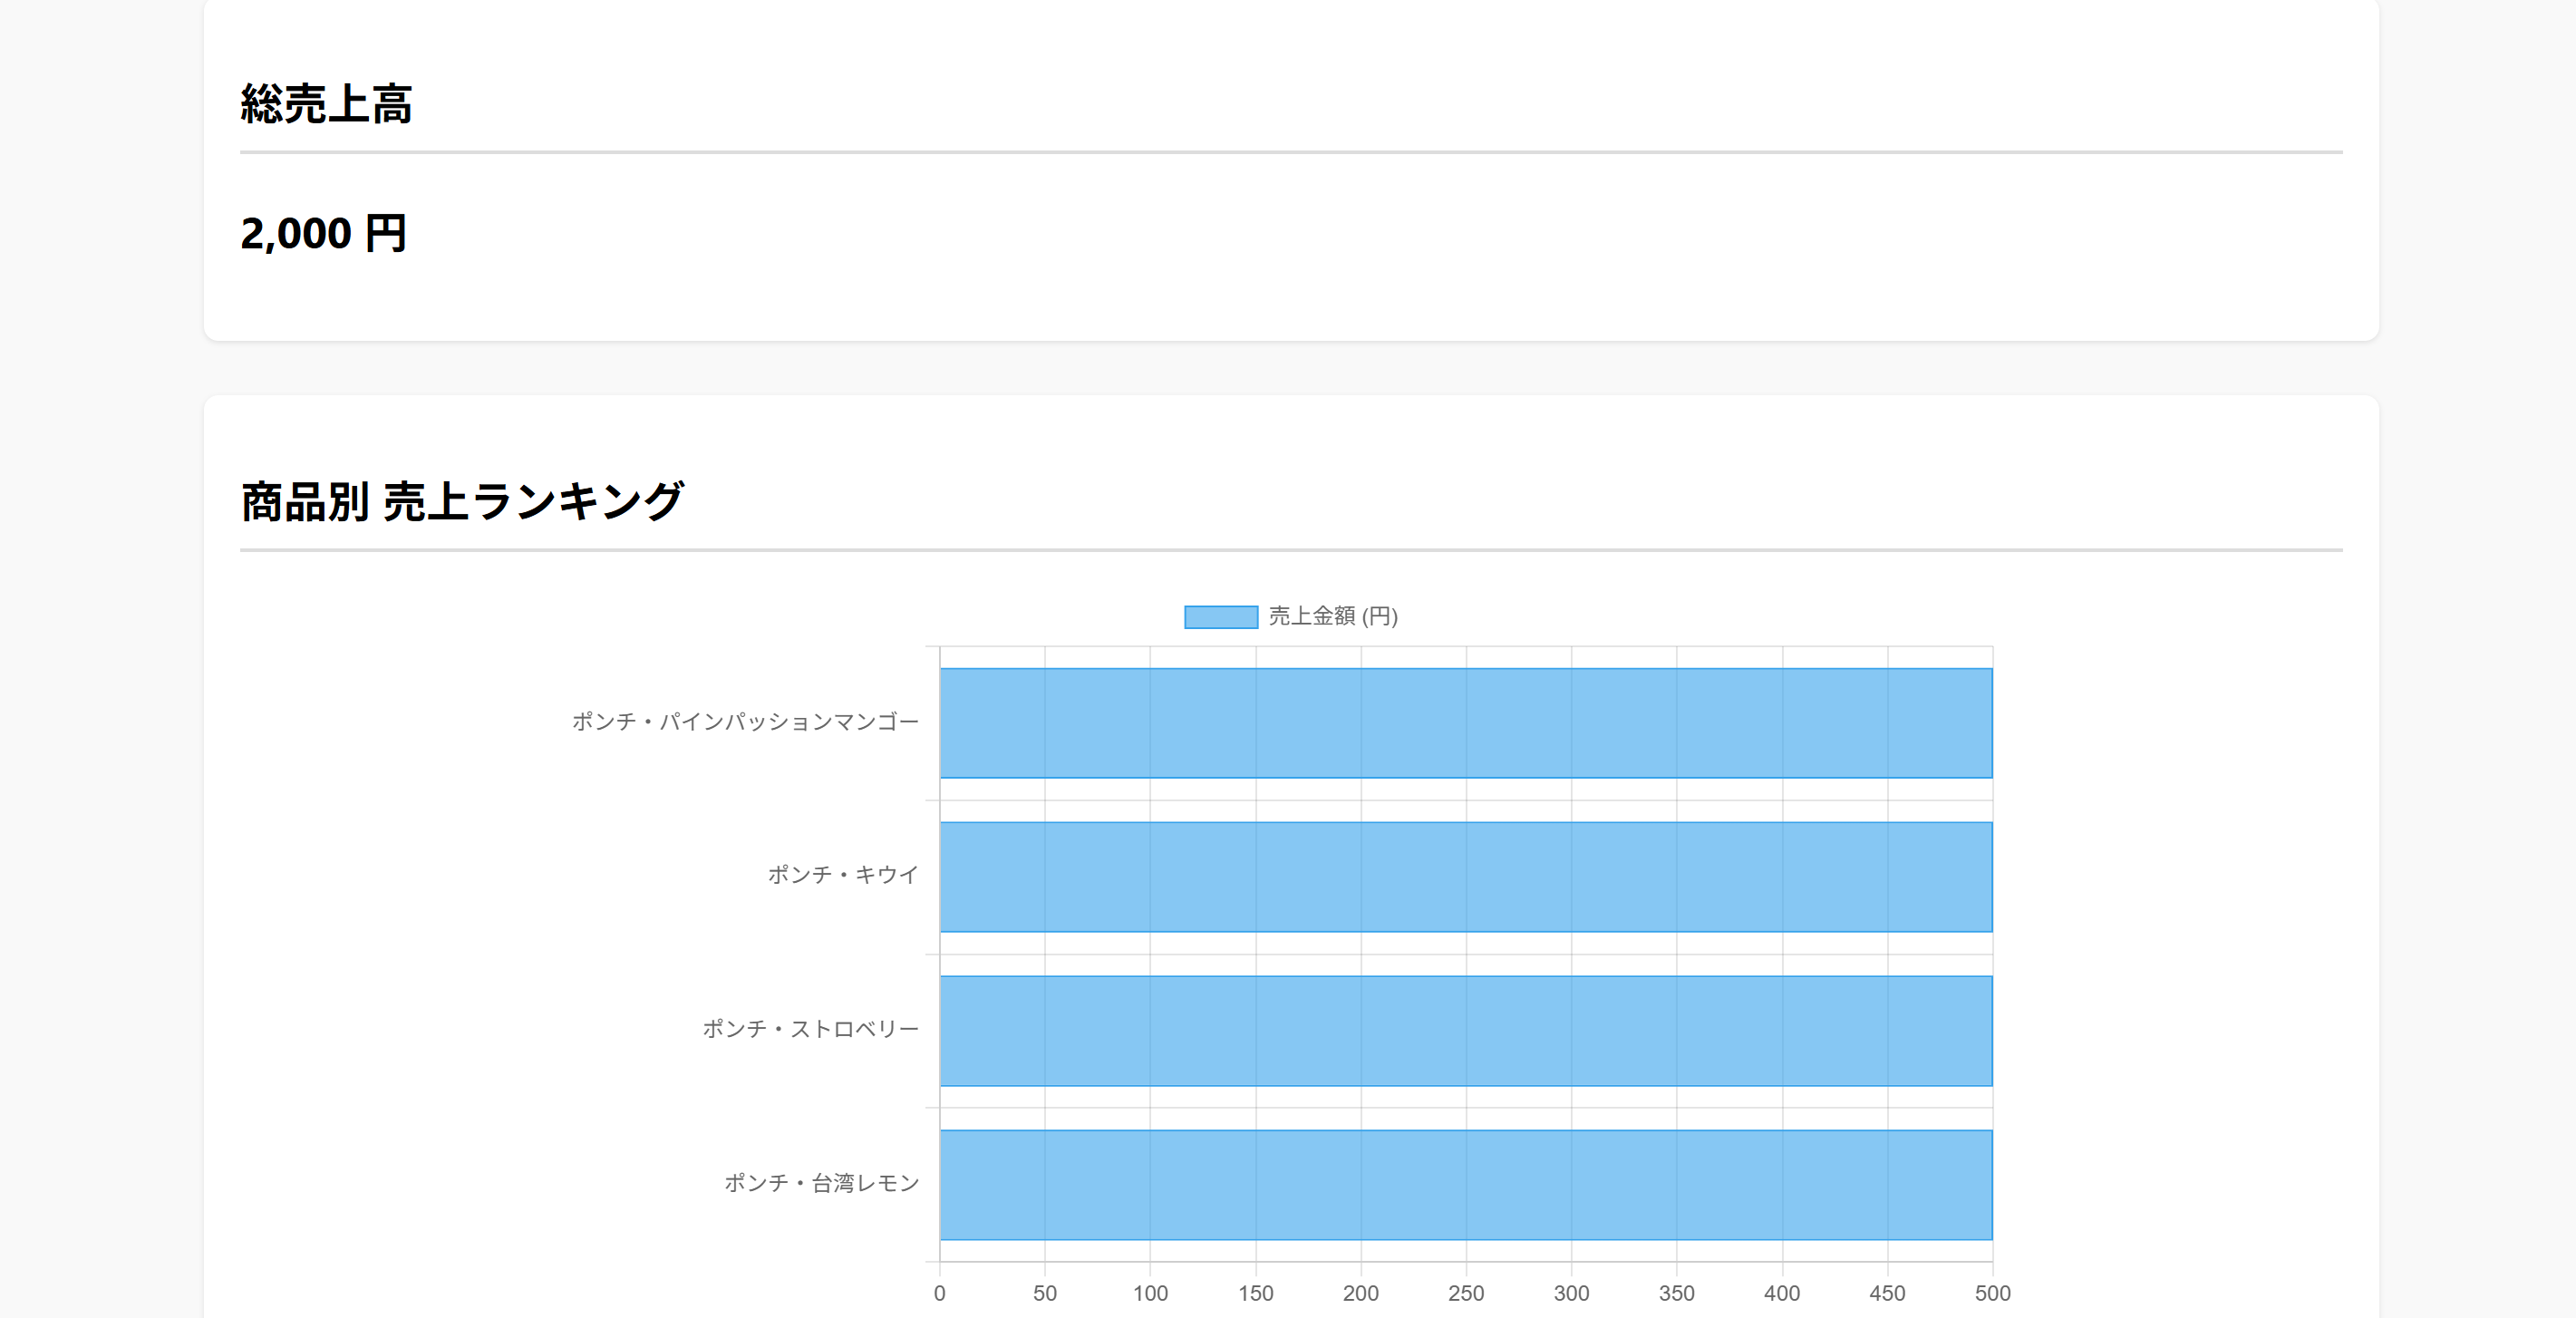 総売上高
2,000 円
商品別 売上ランキング
売上金額 (円)
ポンチ・パインパッションマンゴー
ポンチ・キウイ
ポンチ・ストロベリー
ポンチ・台湾レモン
0 50 100 150 200 250 300 350 400 450 500